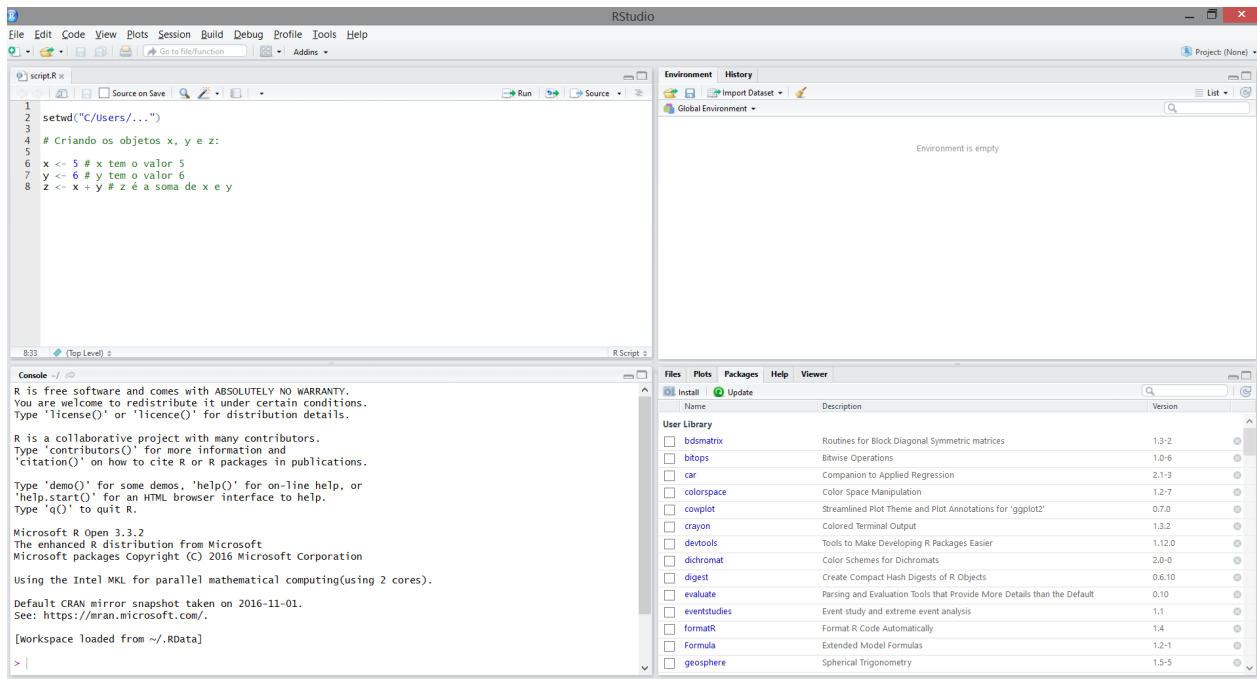 RStudio
File Edit Code View Plots Session Build Debug Profile Tools Help
Go to file/function Addins Project: (None)
script.R
Source on Save Run Source
1
2 setwd("C/Users/...")
3
4 # Criando os objetos x, y e z:
5
6 x <- 5 # x tem o valor 5
7 y <- 6 # y tem o valor 6
8 z <- x + y # z é a soma de x e y
8:33 (Top Level) R Script
Console ~/
R is free software and comes with ABSOLUTELY NO WARRANTY.
You are welcome to redistribute it under certain conditions.
Type 'license()' or 'licence()' for distribution details.
R is a collaborative project with many contributors.
Type 'contributors()' for more information and
'citation()' on how to cite R or R packages in publications.
Type 'demo()' for some demos, 'help()' for on-line help, or
'help.start()' for an HTML browser interface to help.
Type 'q()' to quit R.
Microsoft R Open 3.3.2
The enhanced R distribution from Microsoft
Microsoft packages Copyright (C) 2016 Microsoft Corporation
Using the Intel MKL for parallel mathematical computing(using 2 cores).
Default CRAN mirror snapshot taken on 2016-11-01.
See: https://mran.microsoft.com/.
[Workspace loaded from ~/.RData]
>
Environment History
Import Dataset List
Global Environment
Environment is empty
Files Plots Packages Help Viewer
Install Update
Name Description Version
User Library
bdsmatrix Routines for Block Diagonal Symmetric matrices 1.3-2
bitops Bitwise Operations 1.0-6
car Companion to Applied Regression 2.1-3
colorspace Color Space Manipulation 1.2-7
cowplot Streamlined Plot Theme and Plot Annotations for 'ggplot2' 0.7.0
crayon Colored Terminal Output 1.3.2
devtools Tools to Make Developing R Packages Easier 1.12.0
dichromat Color Schemes for Dichromats 2.0-0
digest Create Compact Hash Digests of R Objects 0.6.10
evaluate Parsing and Evaluation Tools that Provide More Details than the Default 0.10
eventstudies Event study and extreme event analysis 1.1
formatR Format R Code Automatically 1.4
Formula Extended Model Formulas 1.2-1
geosphere Spherical Trigonometry 1.5-5